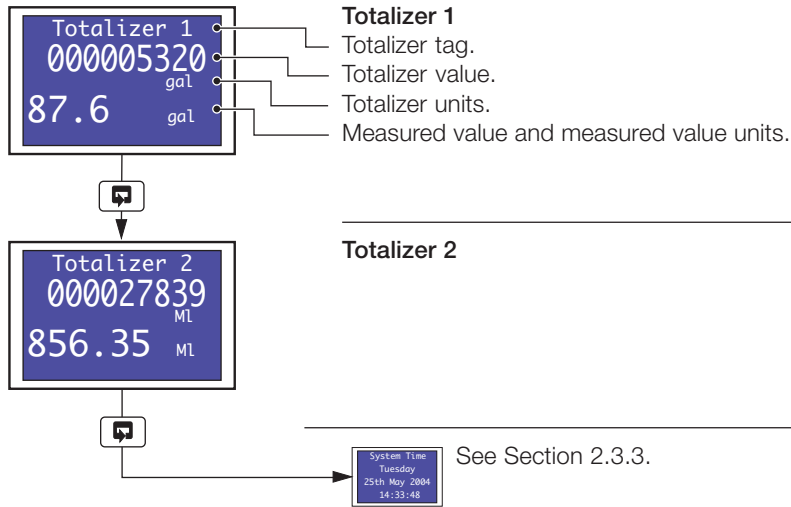 Totalizer 1
000005320
gal
87.6 gal
Totalizer 1
Totalizer tag.
Totalizer value.
Totalizer units.
Measured value and measured value units.
Totalizer 2
000027839
Ml
856.35 Ml
Totalizer 2
System Time
Tuesday
25th May 2004
14:33:48
See Section 2.3.3.